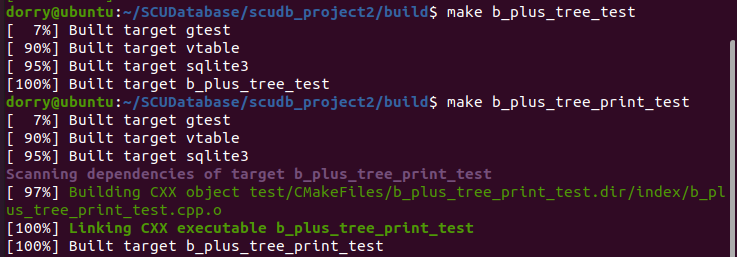 dorry@ubuntu:~/SCUDatabase/scudb_project2/build$ make b_plus_tree_test
[  7%] Built target gtest
[ 90%] Built target vtable
[ 95%] Built target sqlite3
[100%] Built target b_plus_tree_test
dorry@ubuntu:~/SCUDatabase/scudb_project2/build$ make b_plus_tree_print_test
[  7%] Built target gtest
[ 90%] Built target vtable
[ 95%] Built target sqlite3
Scanning dependencies of target b_plus_tree_print_test
[ 97%] Building CXX object test/CMakeFiles/b_plus_tree_print_test.dir/index/b_pl
us_tree_print_test.cpp.o
[100%] Linking CXX executable b_plus_tree_print_test
[100%] Built target b_plus_tree_print_test